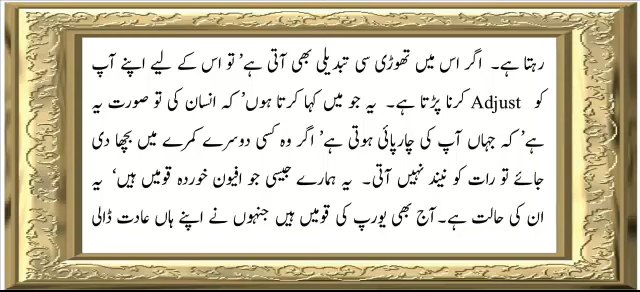 رہتا ہے۔ اگر اس میں تھوڑی سی تبدیلی بھی آتی ہے’ تو اس کے لیے اپنے آپ
کو Adjust کرنا پڑتا ہے۔ یہ جو میں کہا کرتا ہوں’ کہ انسان کی تو صورت یہ
ہے’ کہ جہاں آپ کی چارپائی ہوتی ہے’ اگر وہ کسی دوسرے کمرے میں بچھا دی
جائے تو رات کو نیند نہیں آتی۔ یہ ہمارے جیسی جو افیون خوردہ قومیں ہیں‘ یہ
ان کی حالت ہے۔ آج بھی یورپ کی قومیں ہیں جنہوں نے اپنے ہاں عادت ڈالی